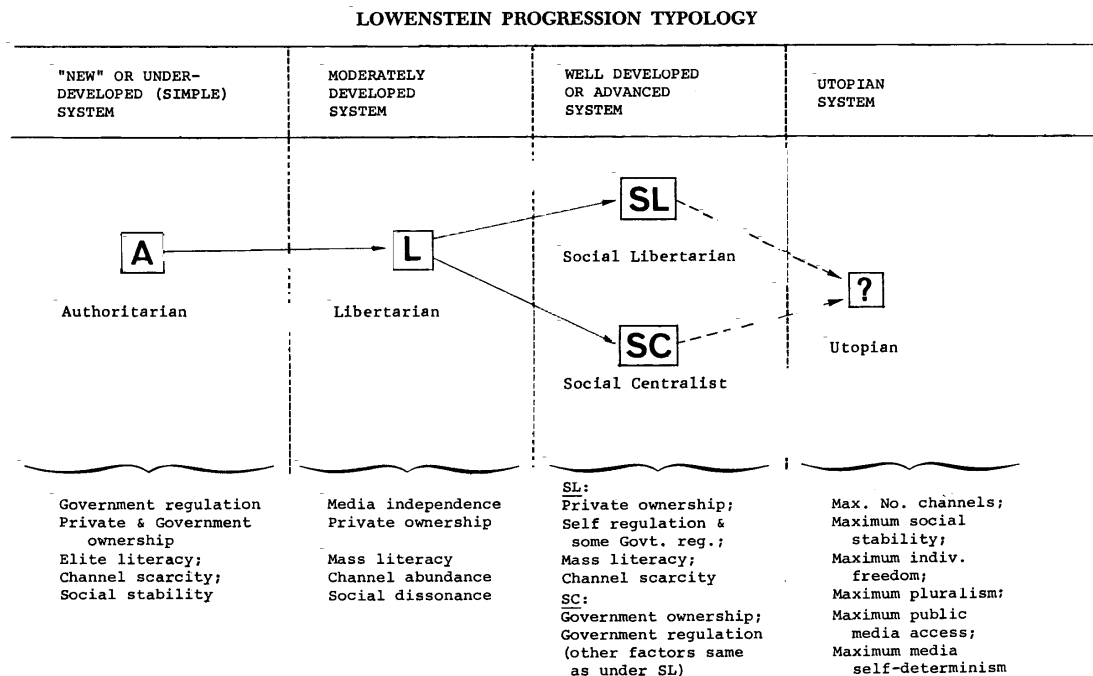 LOWENSTEIN PROGRESSION TYPOLOGY
"NEW" OR UNDER-
DEVELOPED (SIMPLE)
SYSTEM
MODERATELY
DEVELOPED
SYSTEM
WELL DEVELOPED
OR ADVANCED
SYSTEM
UTOPIAN
SYSTEM
A
Authoritarian
L
Libertarian
SL
Social Libertarian
SC
Social Centralist
?
Utopian
Government regulation
Private & Government
ownership
Elite literacy;
Channel scarcity;
Social stability
Media independence
Private ownership
Mass literacy
Channel abundance
Social dissonance
SL:
Private ownership;
Self regulation &
some Govt. reg.;
Mass literacy;
Channel scarcity
SC:
Government ownership;
Government regulation
(other factors same
as under SL)
Max. No. channels;
Maximum social
stability;
Maximum indiv.
freedom;
Maximum pluralism;
Maximum public
media access;
Maximum media
self-determinism